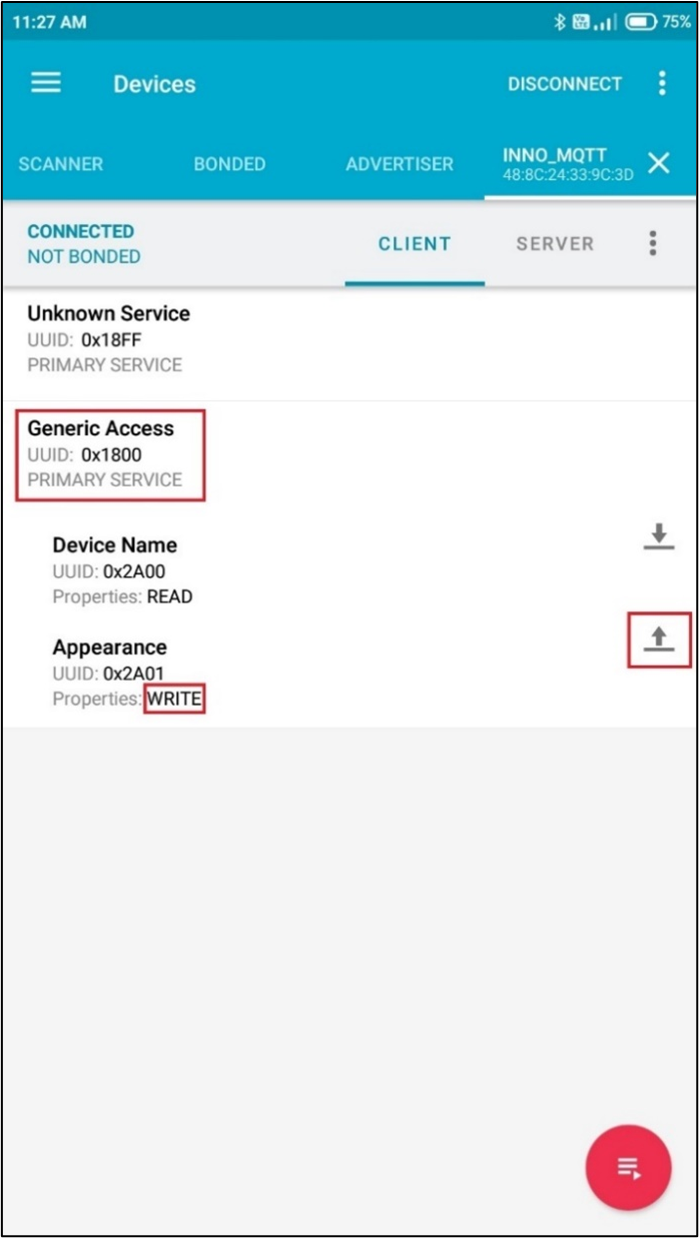 11:27 AM
75%
Devices
DISCONNECT
SCANNER
BONDED
ADVERTISER
INNO_MQTT
48:8C:24:33:9C:3D
CONNECTED
NOT BONDED
CLIENT
SERVER
Unknown Service
UUID: 0x18FF
PRIMARY SERVICE
Generic Access
UUID: 0x1800
PRIMARY SERVICE
Device Name
UUID: 0x2A00
Properties: READ
Appearance
UUID: 0x2A01
Properties: WRITE